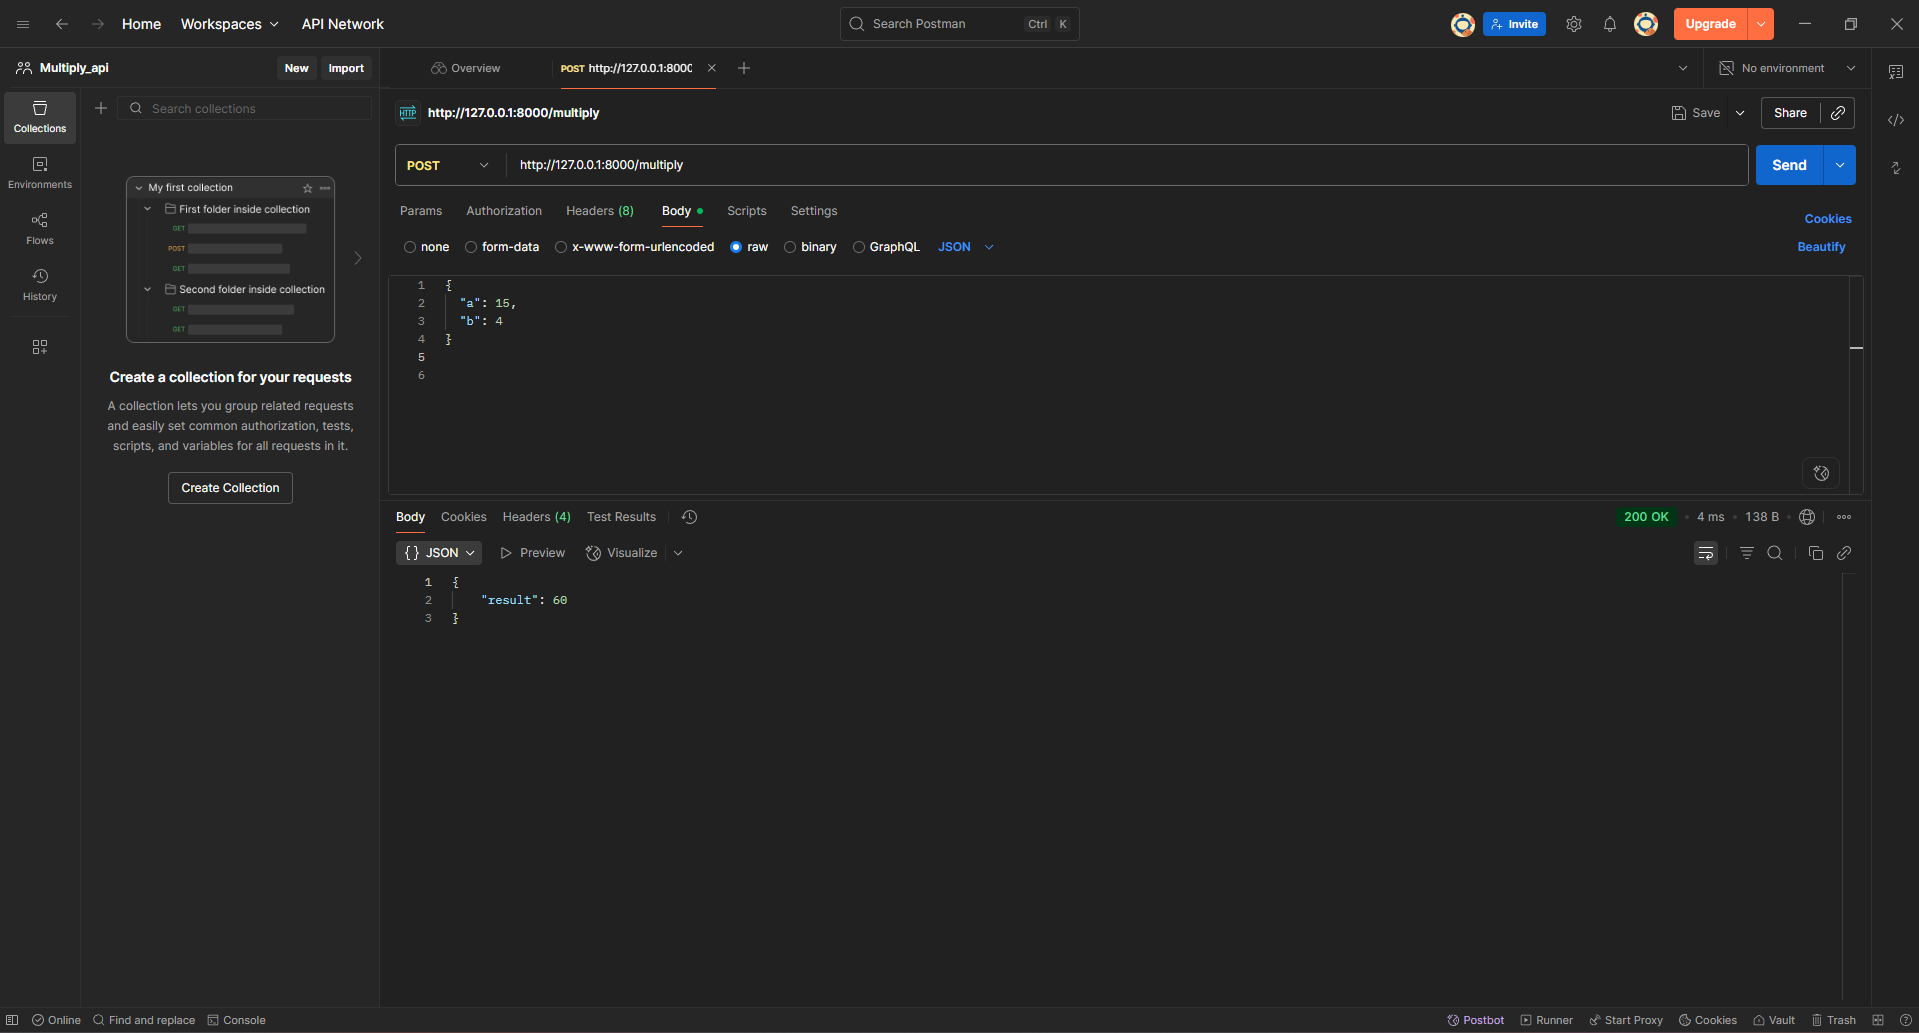 Home Workspaces API Network Search Postman Ctrl K Invite Upgrade
Multiply_api New Import Overview POST http://127.0.0.1:8000 No environment
Collections Search collections HTTP http://127.0.0.1:8000/multiply Save Share
Environments
Flows
History
My first collection
First folder inside collection
GET
POST
GET
Second folder inside collection
GET
GET
Create a collection for your requests
A collection lets you group related requests
and easily set common authorization, tests,
scripts, and variables for all requests in it.
Create Collection
POST http://127.0.0.1:8000/multiply Send
Params Authorization Headers (8) Body Scripts Settings Cookies
none form-data x-www-form-urlencoded raw binary GraphQL JSON Beautify
1 {
2 "a": 15,
3 "b": 4
4 }
5
6
Body Cookies Headers (4) Test Results 200 OK 4 ms 138 B
{} JSON Preview Visualize
1 {
2 "result": 60
3 }
Online Find and replace Console Postbot Runner Start Proxy Cookies Vault Trash